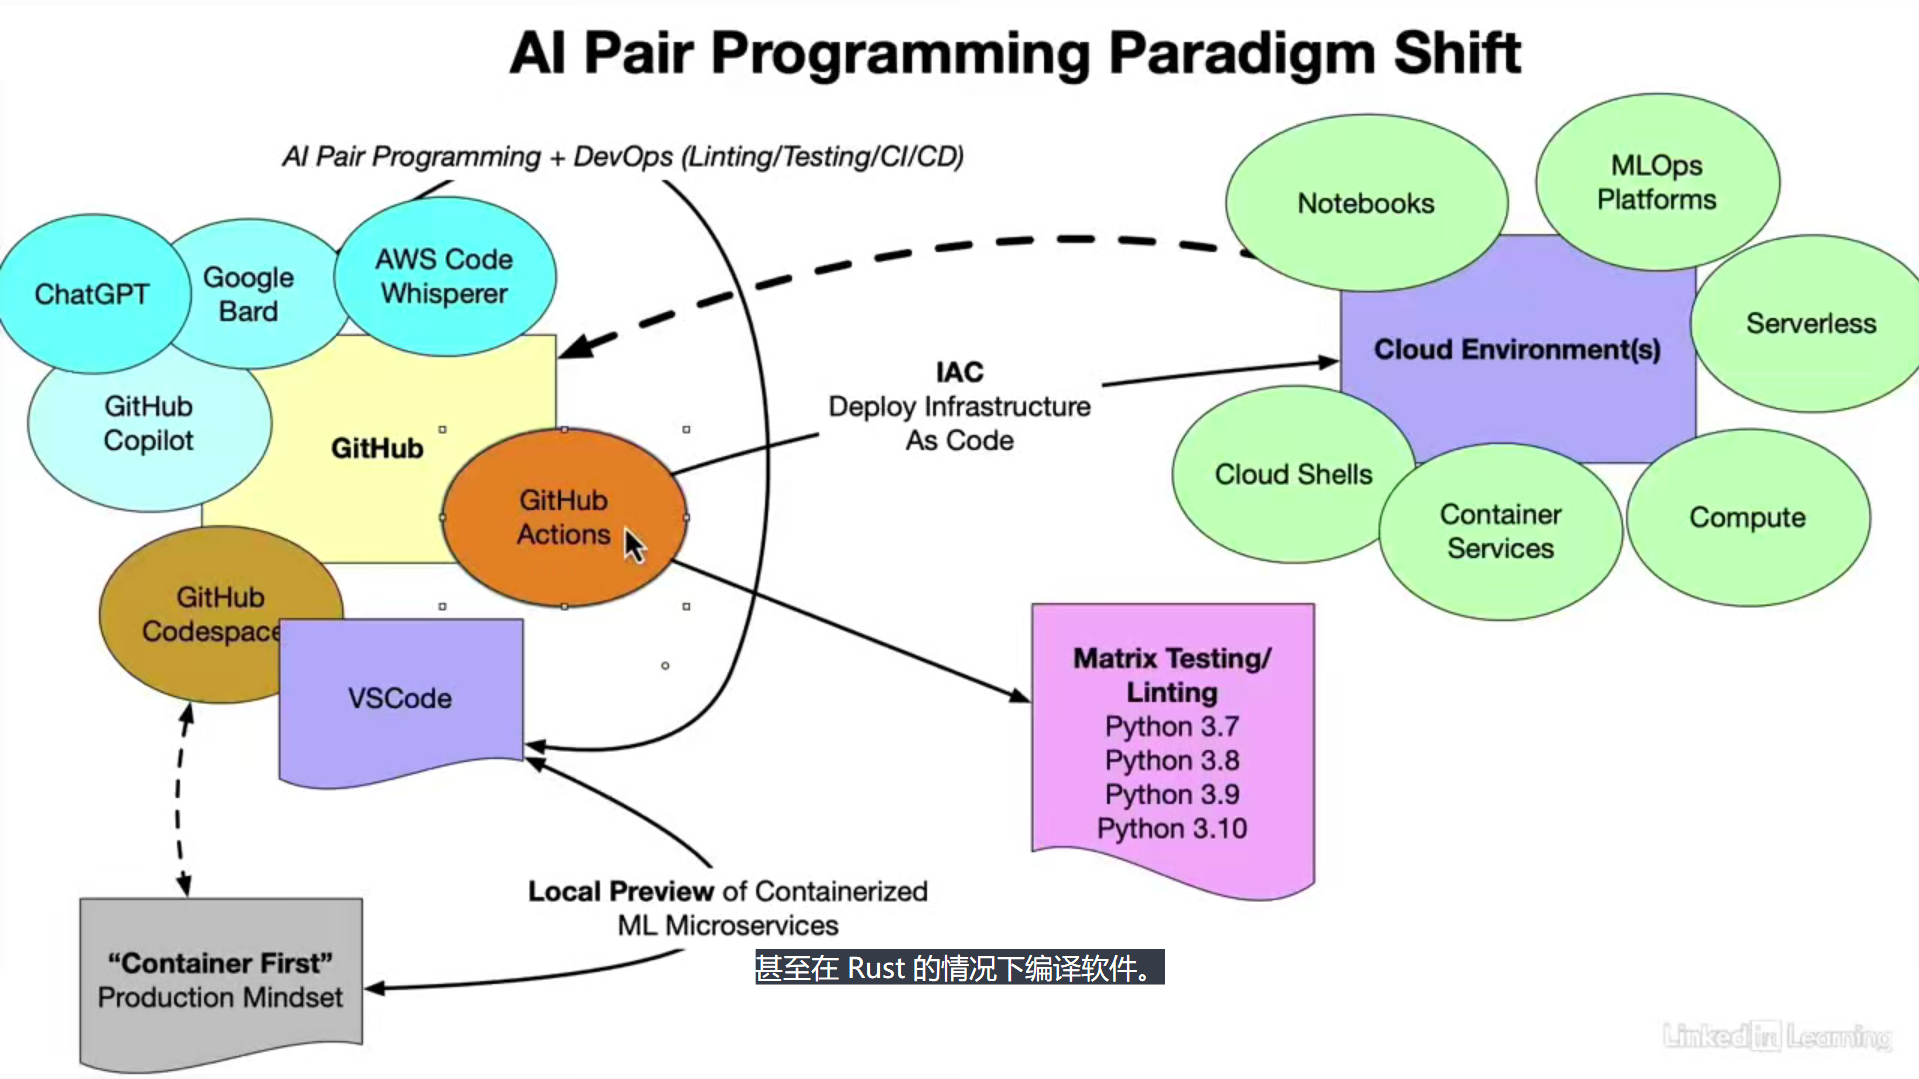 AI Pair Programming Paradigm Shift
AI Pair Programming + DevOps (Linting/Testing/CI/CD)
ChatGPT
Google
Bard
AWS Code
Whisperer
GitHub
Copilot
GitHub
GitHub
Actions
GitHub
Codespace
VSCode
IAC
Deploy Infrastructure
As Code
Notebooks
MLOps
Platforms
Serverless
Cloud Environment(s)
Cloud Shells
Container
Services
Compute
Matrix Testing/
Linting
Python 3.7
Python 3.8
Python 3.9
Python 3.10
Local Preview of Containerized
ML Microservices
“Container First”
Production Mindset
甚至在 Rust 的情况下编译软件。
Linked in Learning